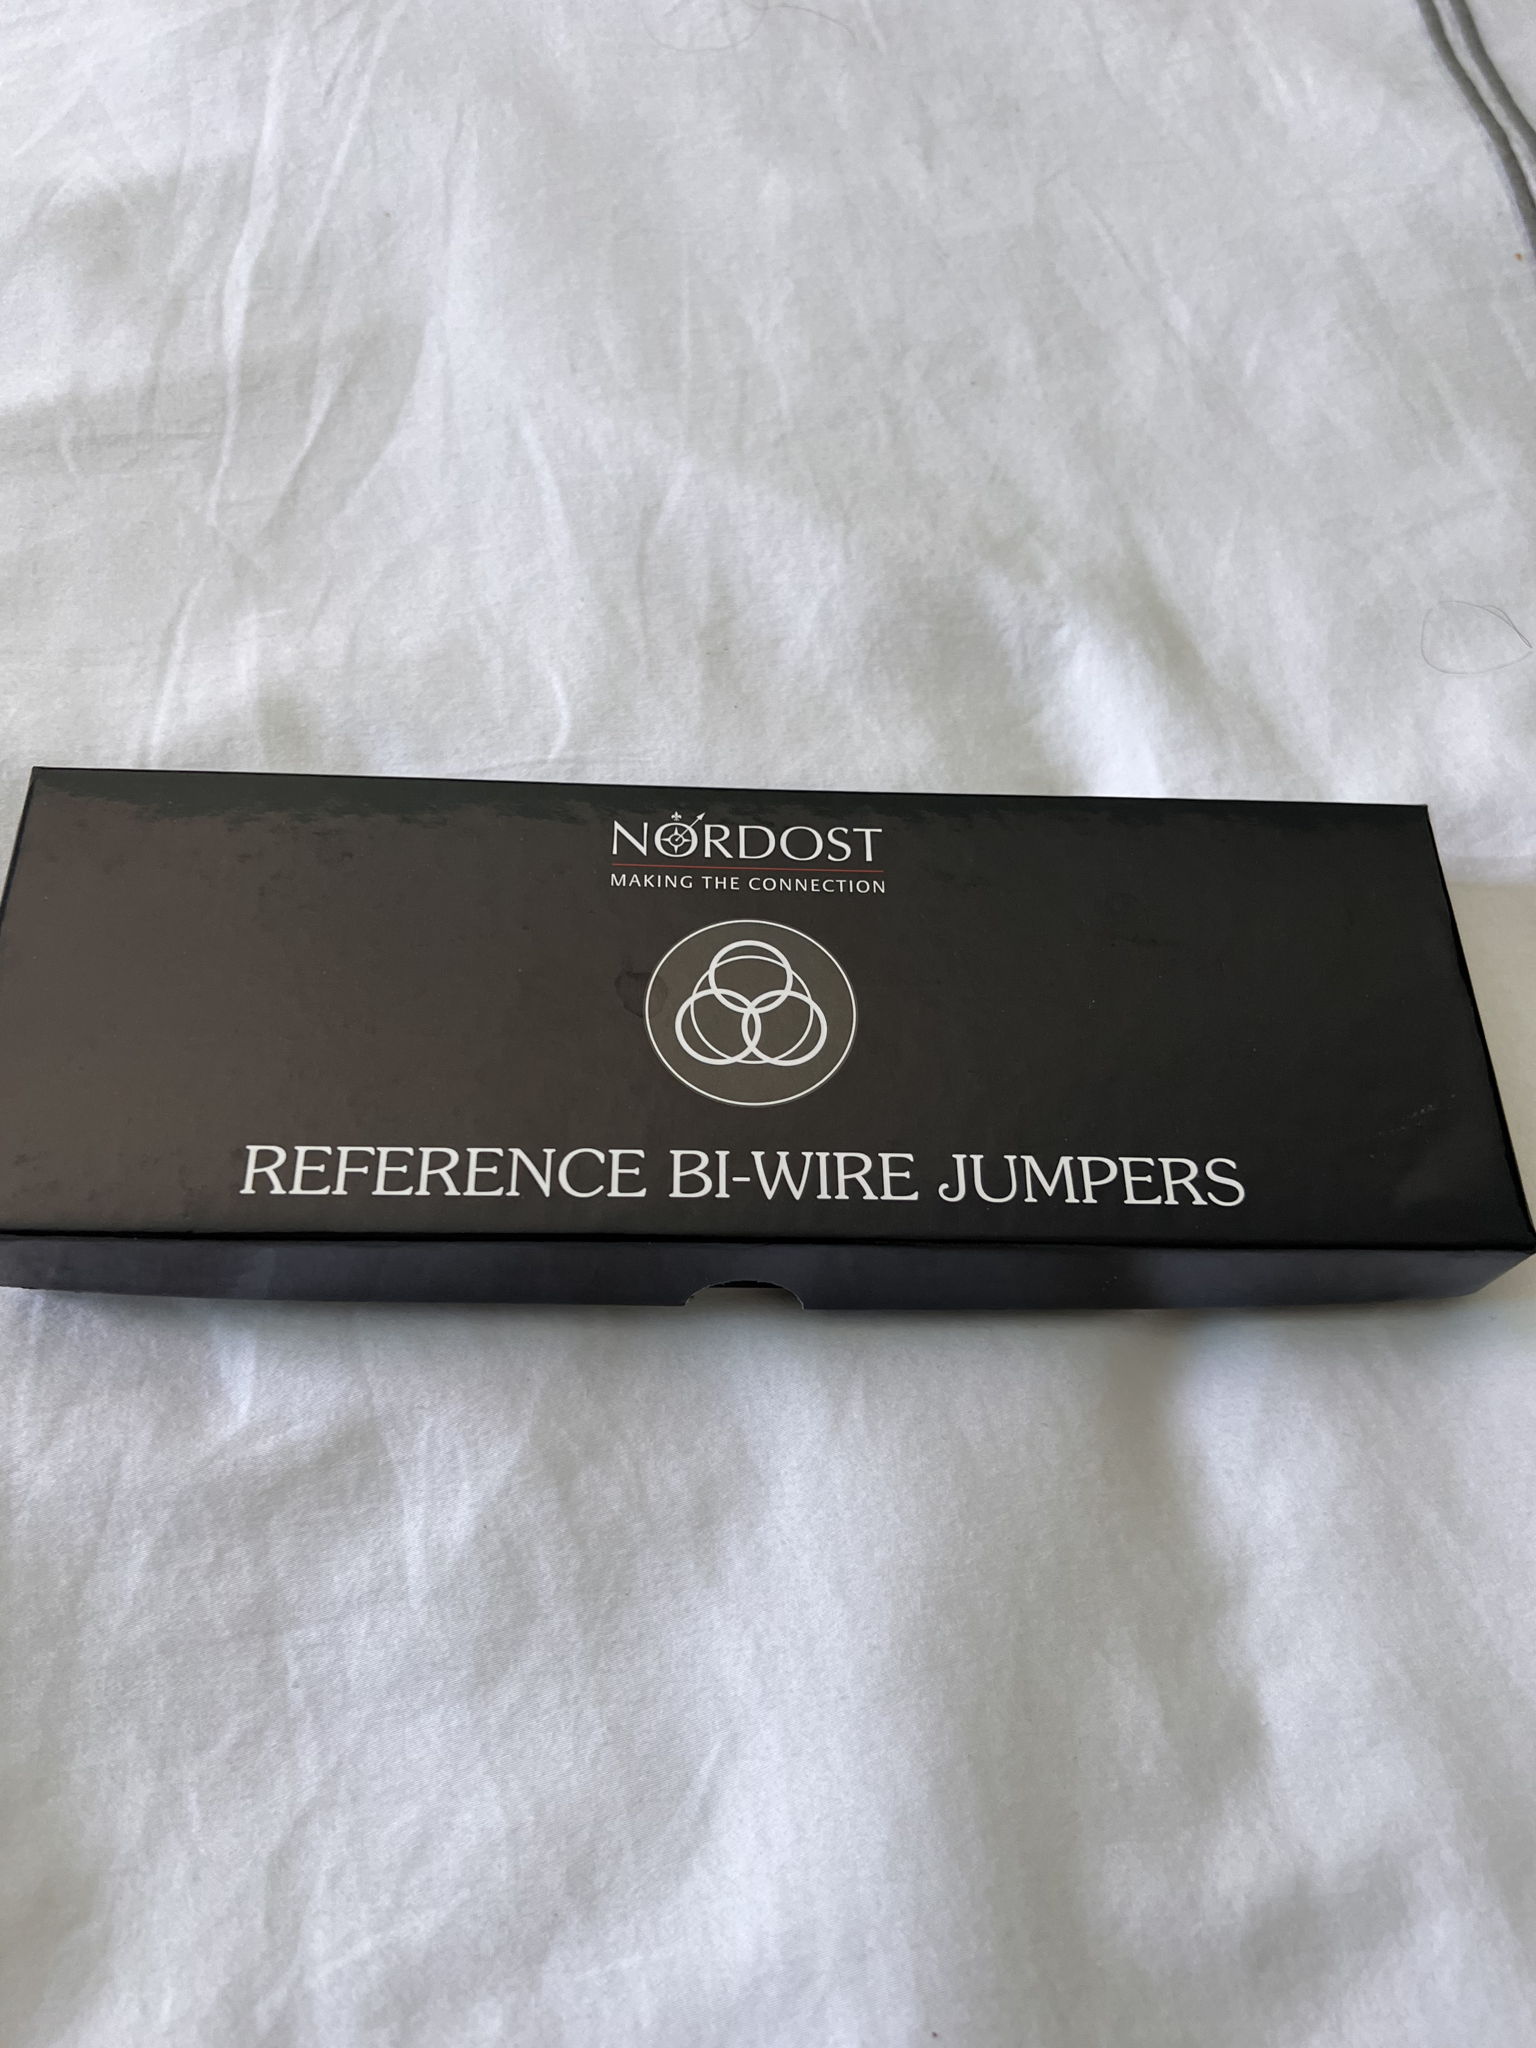 NORDOST
MAKING THE CONNECTION
REFERENCE BI-WIRE JUMPERS